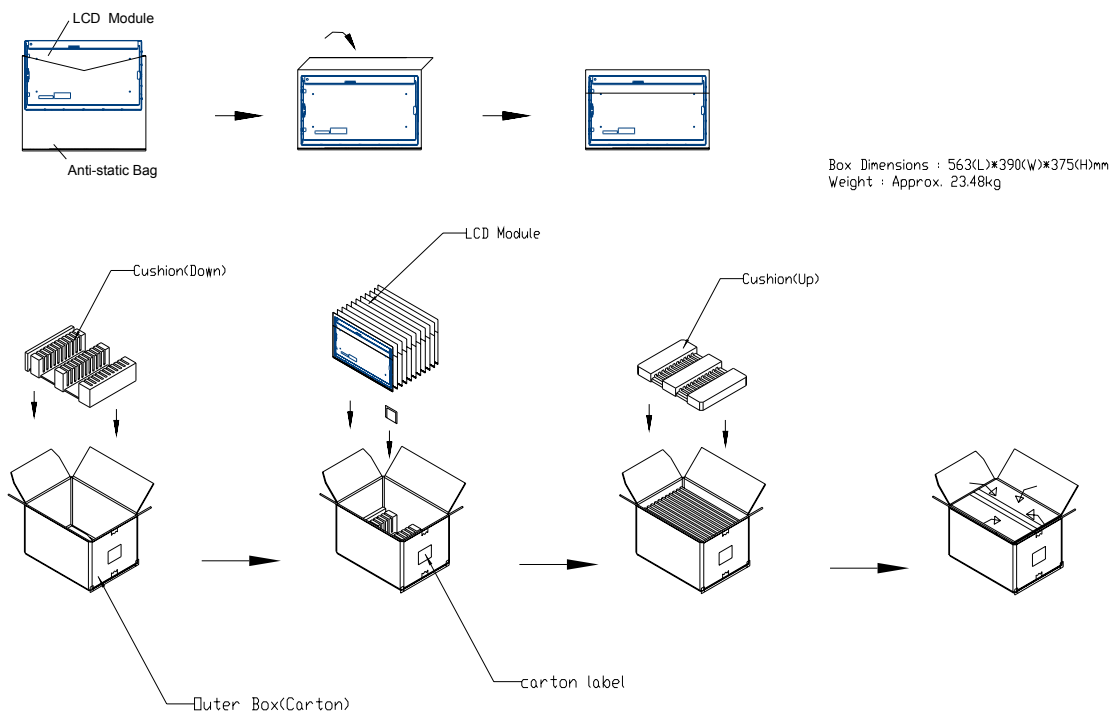 LCD Module
Anti-static Bag
Box Dimensions : 563(L)*390(W)*375(H)mm
Weight : Approx. 23.48kg
LCD Module
Cushion(Down)
Cushion(Up)
carton label
Outer Box(Carton)